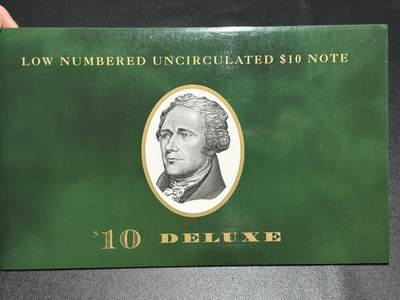 LOW NUMBERED UNCIRCULATED $10 NOTE
$10 DELUXE